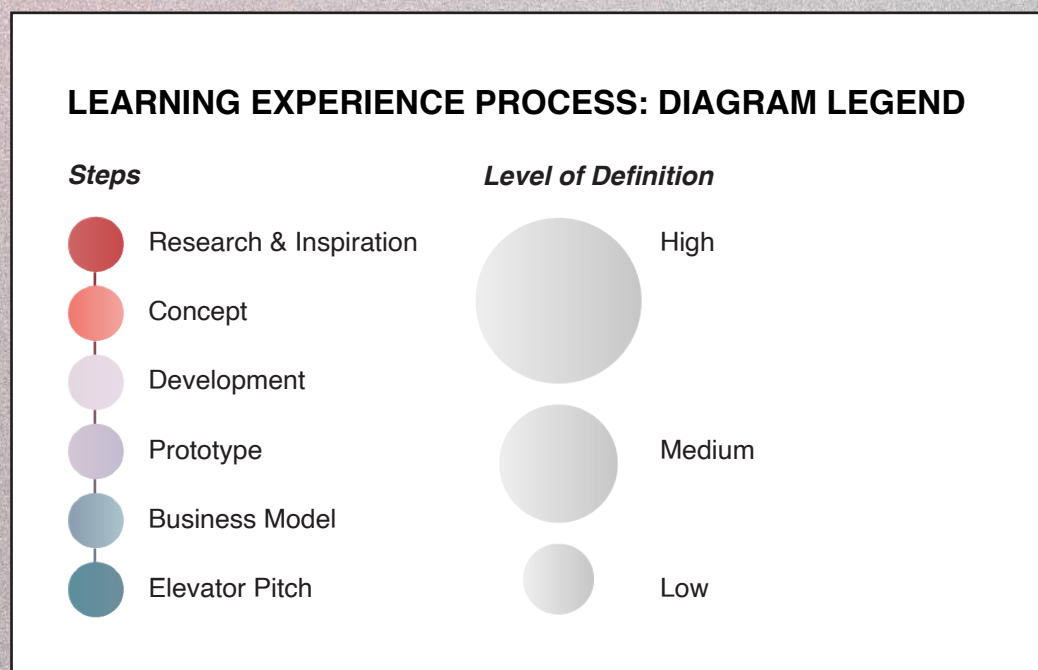 LEARNING EXPERIENCE PROCESS: DIAGRAM LEGEND
Steps
Research & Inspiration
Concept
Development
Prototype
Business Model
Elevator Pitch
Level of Definition
High
Medium
Low